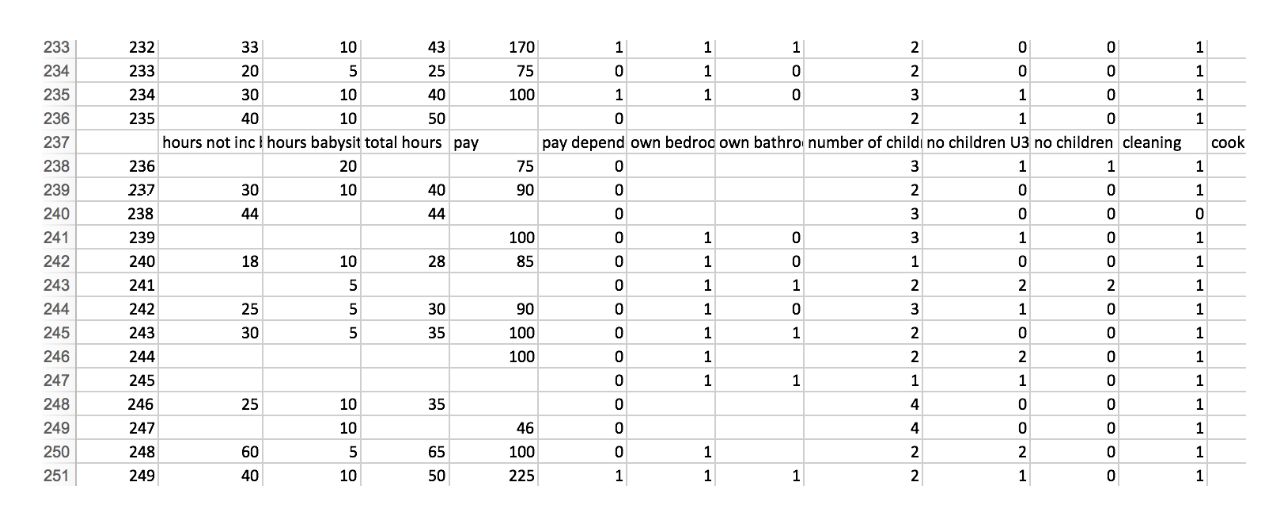 233 232 33 10 43 170 1 1 1 2 0 0 1
234 233 20 5 25 75 0 1 0 2 0 0 1
235 234 30 10 40 100 1 1 0 3 1 0 1
236 235 40 10 50 0 2 1 0 1
237 hours not inc hours babysit total hours pay pay depend own bedroo own bathro number of child no children U3 no children cleaning cook
238 236 20 75 0 3 1 1 1
239 237 30 10 40 90 0 2 0 0 1
240 238 44 44 0 3 0 0 0
241 239 100 0 1 0 3 1 0 1
242 240 18 10 28 85 0 1 0 1 0 0 1
243 241 5 0 1 1 2 2 2 1
244 242 25 5 30 90 0 1 0 3 1 0 1
245 243 30 5 35 100 0 1 1 2 0 0 1
246 244 100 0 1 2 2 0 1
247 245 0 1 1 1 1 0 1
248 246 25 10 35 0 4 0 0 1
249 247 10 46 0 4 0 0 1
250 248 60 5 65 100 0 1 2 2 0 1
251 249 40 10 50 225 1 1 1 2 1 0 1